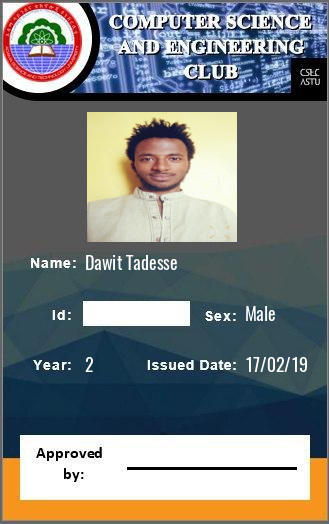 COMPUTER SCIENCE
AND ENGINEERING
CLUB
CSEC
ASTU
Name: Dawit Tadesse
Id:
Sex: Male
Year: 2
Issued Date: 17/02/19
Approved
by: